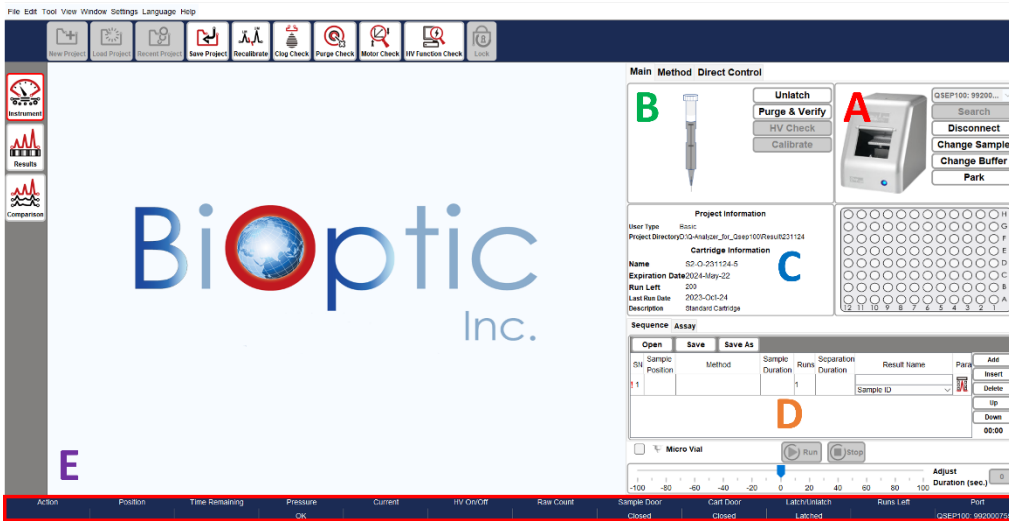 File Edit Tool View Window Settings Language Help
New Project Load Project Recent Project Save Project Recalibrate Clog Check Purge Check Motor Check HV Function Check Lock
Instrument
Results
Comparison
BiOptic
Inc.
Main Method Direct Control
B
Unlatch
Purge & Verify
HV Check
Calibrate
A
QSEP100: 99200...
Search
Disconnect
Change Sample
Change Buffer
Park
Project Information
User Type Basic
Project Directory D:\Q-Analyzer_for_Qsep100\Result\231124
Cartridge Information
Name S2-O-231124-5
Expiration Date 2024-May-22
Run Left 200
Last Run Date 2023-Oct-24
Description Standard Cartridge
C
H
G
F
E
D
C
B
A
12 11 10 9 8 7 6 5 4 3 2 1
Sequence Assay
Open Save Save As
SN Sample Position Method Sample Duration Runs Separation Duration Result Name Para
! 1 1 Sample ID
Add
Insert
Delete
Up
Down
00:00
D
Micro Vial
Run Stop
-100 -80 -60 -40 -20 0 20 40 60 80 100
Adjust
Duration (sec.) 0
E
Action Position Time Remaining Pressure Current HV On/Off Raw Count Sample Door Cart Door Latch/Unlatch Runs Left Port
OK Closed Closed Latched